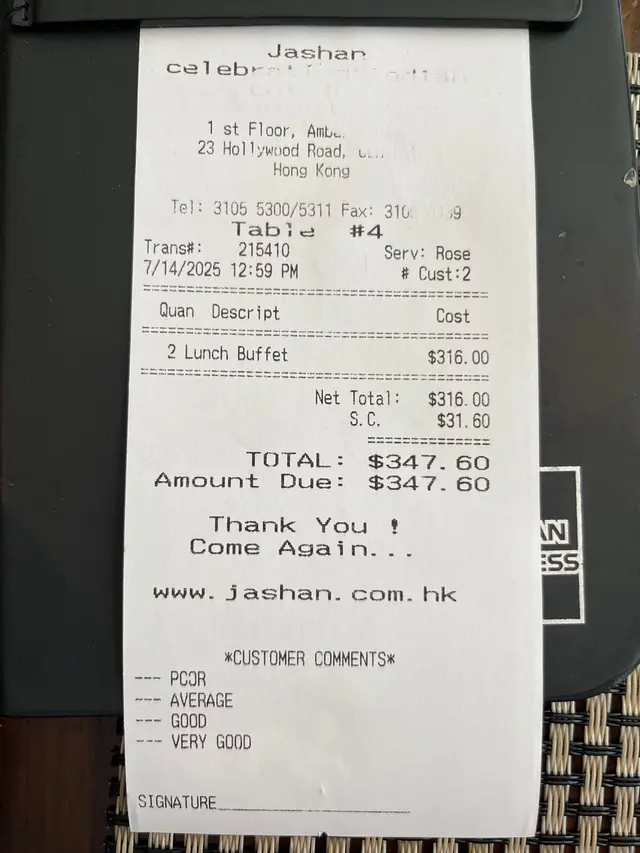 Jashan
1 st Floor,
23 Hollywood Road,
Hong Kong
Tel: 3105 5300/5311 Fax:
Table #4
Trans#: 215410 Serv: Rose
7/14/2025 12:59 PM # Cust:2
Quan Descript Cost
2 Lunch Buffet $316.00
Net Total: $316.00
S.C. $31.60
TOTAL: $347.60
Amount Due: $347.60
Thank You !
Come Again...
www.jashan.com.hk
*CUSTOMER COMMENTS*
--- POOR
--- AVERAGE
--- GOOD
--- VERY GOOD
SIGNATURE